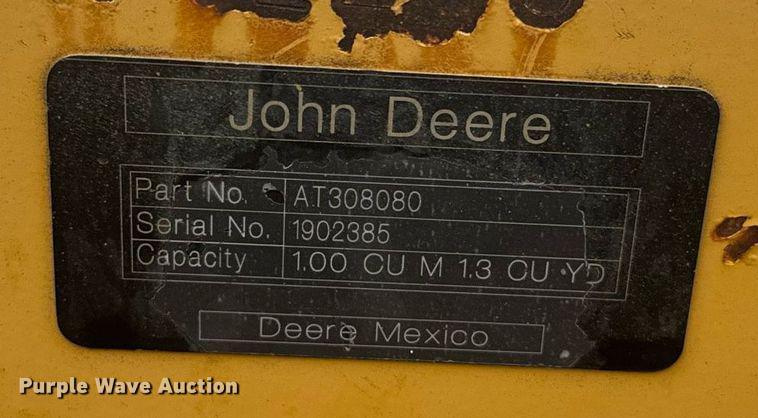 John Deere
Part No. AT308080
Serial No. 1902385
Capacity 1.00 CU M 1.3 CU YD
Deere Mexico
Purple Wave Auction